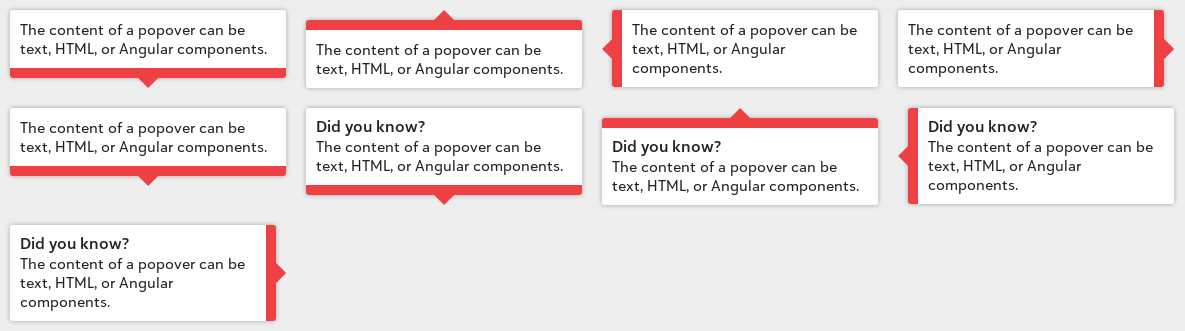 The content of a popover can be
text, HTML, or Angular components.
The content of a popover can be
text, HTML, or Angular components.
The content of a popover can be
text, HTML, or Angular
components.
The content of a popover can be
text, HTML, or Angular
components.
The content of a popover can be
text, HTML, or Angular components.
Did you know?
The content of a popover can be
text, HTML, or Angular components.
Did you know?
The content of a popover can be
text, HTML, or Angular components.
Did you know?
The content of a popover can be
text, HTML, or Angular
components.
Did you know?
The content of a popover can be
text, HTML, or Angular
components.